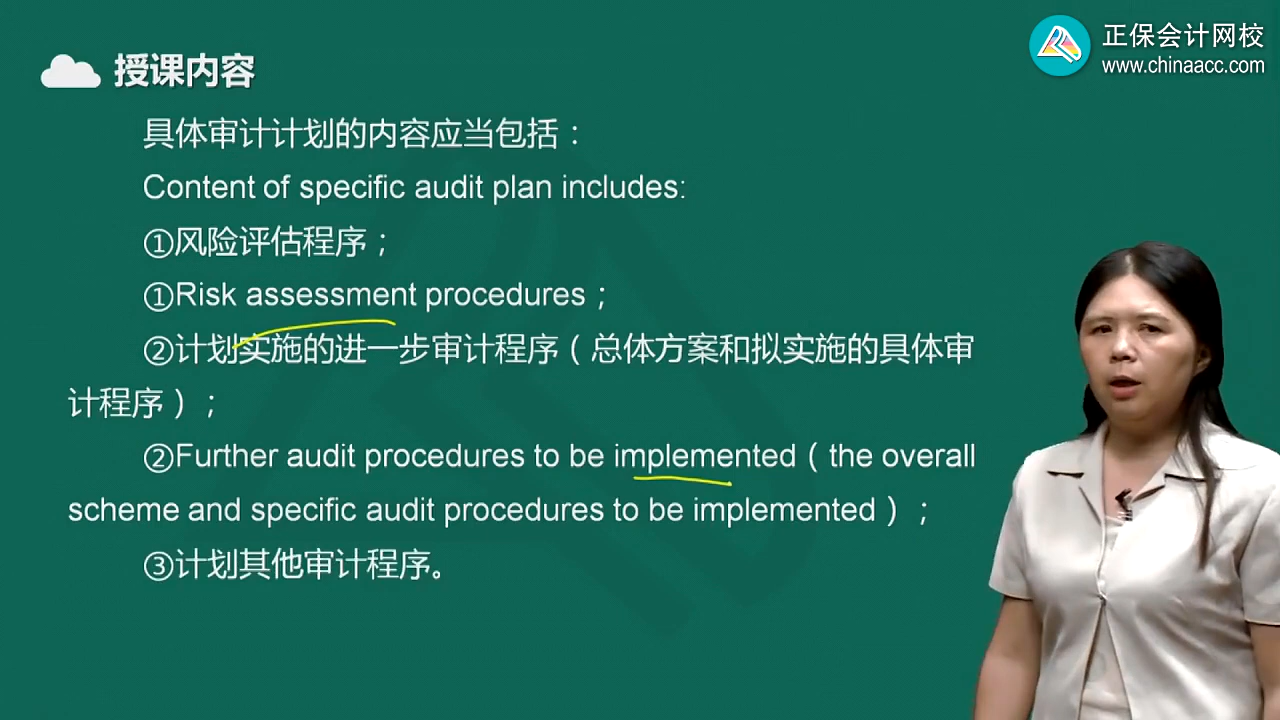 正保会计网校
www.chinaacc.com
授课内容
具体审计计划的内容应当包括：
Content of specific audit plan includes:
①风险评估程序；
①Risk assessment procedures；
②计划实施的进一步审计程序（总体方案和拟实施的具体审
计程序）；
②Further audit procedures to be implemented（the overall
scheme and specific audit procedures to be implemented）；
③计划其他审计程序。